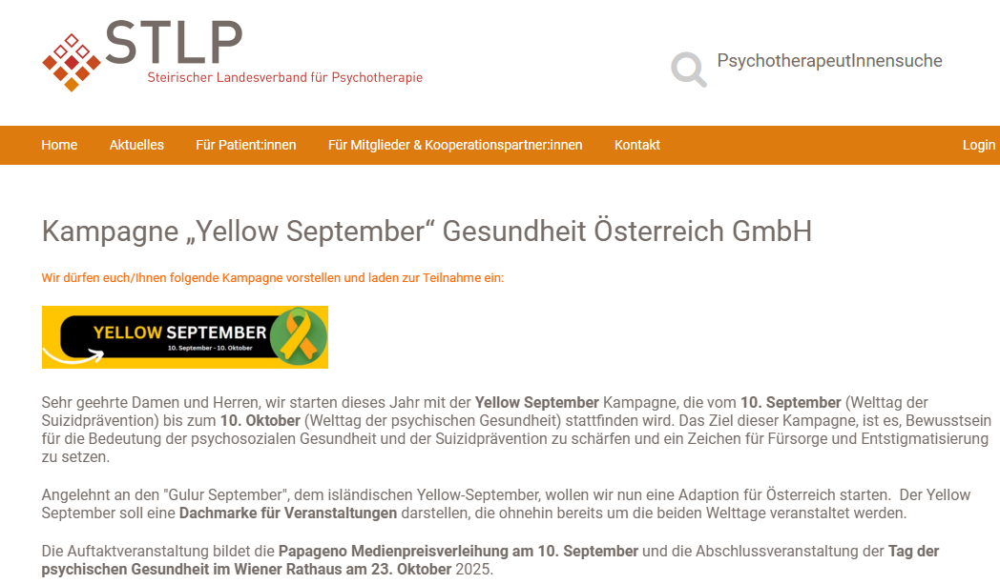 STLP
Steirischer Landesverband für Psychotherapie
PsychotherapeutInnensuche
Home Aktuelles Für Patient:innen Für Mitglieder & Kooperationspartner:innen Kontakt Login
Kampagne „Yellow September“ Gesundheit Österreich GmbH
Wir dürfen euch/Ihnen folgende Kampagne vorstellen und laden zur Teilnahme ein:
YELLOW SEPTEMBER
10. September - 10. Oktober
Sehr geehrte Damen und Herren, wir starten dieses Jahr mit der Yellow September Kampagne, die vom 10. September (Welttag der
Suizidprävention) bis zum 10. Oktober (Welttag der psychischen Gesundheit) stattfinden wird. Das Ziel dieser Kampagne, ist es, Bewusstsein
für die Bedeutung der psychosozialen Gesundheit und der Suizidprävention zu schärfen und ein Zeichen für Fürsorge und Entstigmatisierung
zu setzen.
Angelehnt an den "Gulur September", dem isländischen Yellow-September, wollen wir nun eine Adaption für Österreich starten.  Der Yellow
September soll eine Dachmarke für Veranstaltungen darstellen, die ohnehin bereits um die beiden Welttage veranstaltet werden.
Die Auftaktveranstaltung bildet die Papageno Medienpreisverleihung am 10. September und die Abschlussveranstaltung der Tag der
psychischen Gesundheit im Wiener Rathaus am 23. Oktober 2025.